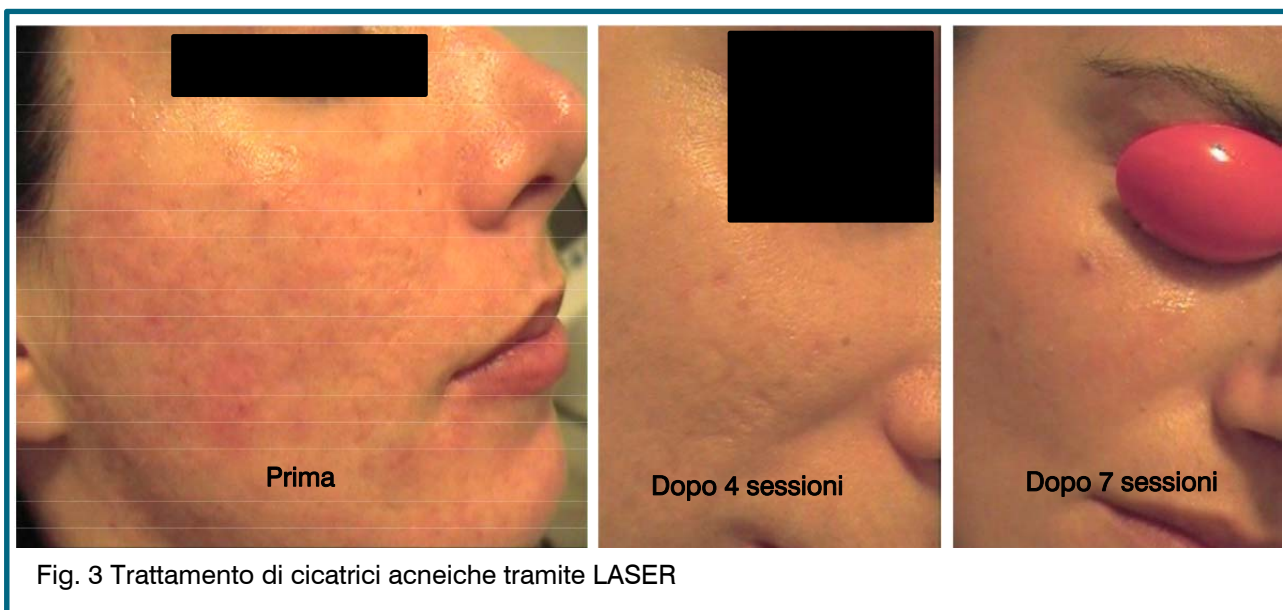 Prima
Dopo 4 sessioni
Dopo 7 sessioni
Fig. 3 Trattamento di cicatrici acneiche tramite LASER